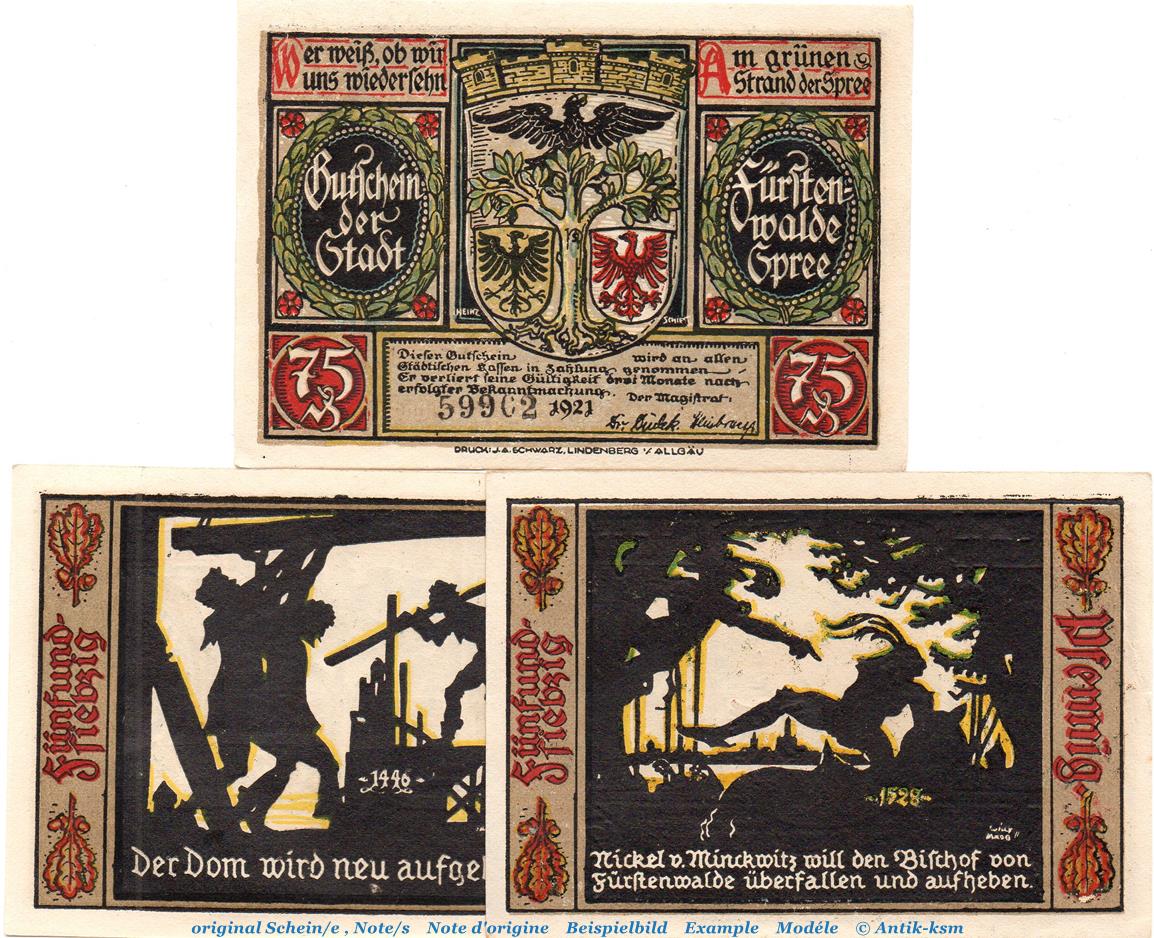 Wer weiß, ob wir
uns wiedersehn
Am grünen
Strand der Spree
Gutschein
der
Stadt
Fürsten-
walde
Spree
HEINZ
SCHIES
75
75
Dieser Gutschein wird an allen
Städtischen Kassen in Zahlung genommen
Er verliert seine Gültigkeit drei Monate nach
erfolgter Bekanntmachung. Der Magistrat:
59902 1921
DRUCK: J.A. SCHWARZ, LINDENBERG i/ ALLGÄU
Fünfund-
siebzig
-1446-
Der Dom wird neu aufge
Fünfund-
siebzig
1528
Nickel v. Minckwitz will den Bischof von
Fürstenwalde überfallen und aufheben.
Pfennig
original Schein/e , Note/s Note d'origine Beispielbild Example Modéle © Antik-ksm